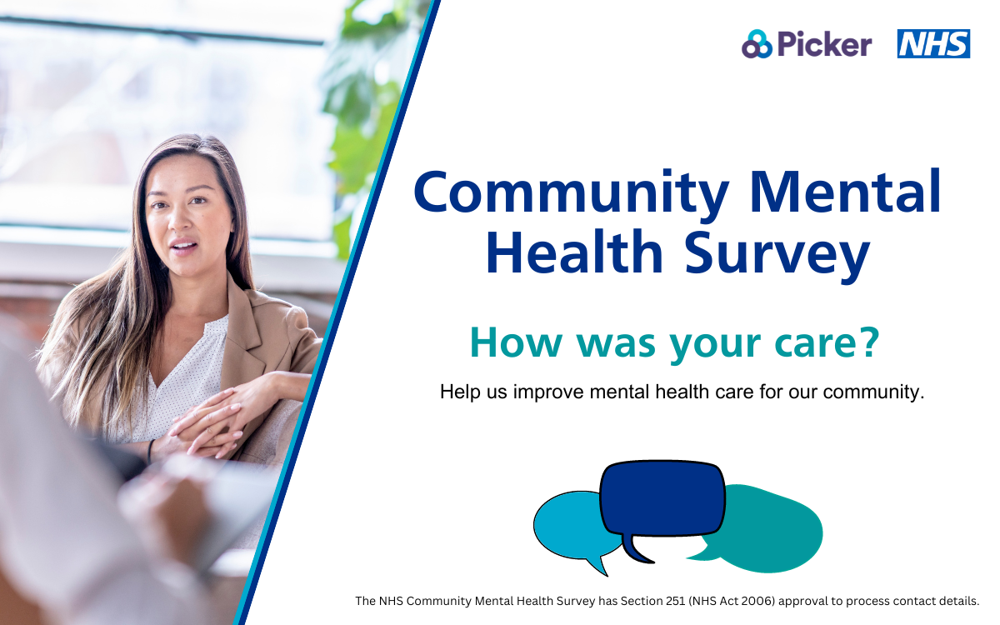 Picker NHS
Community Mental
Health Survey
How was your care?
Help us improve mental health care for our community.
The NHS Community Mental Health Survey has Section 251 (NHS Act 2006) approval to process contact details.